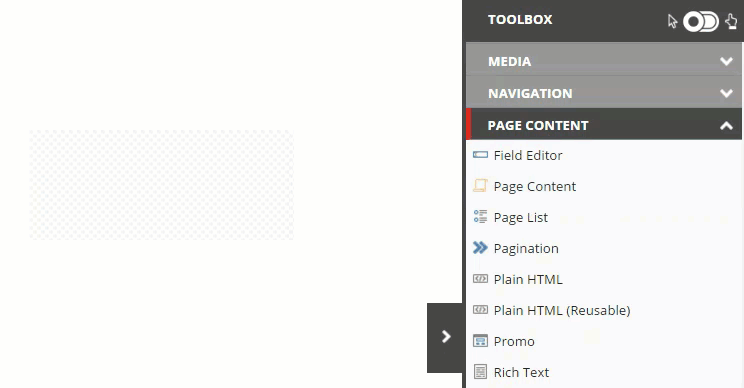 TOOLBOX
MEDIA
NAVIGATION
PAGE CONTENT
Field Editor
Page Content
Page List
Pagination
Plain HTML
Plain HTML (Reusable)
Promo
Rich Text